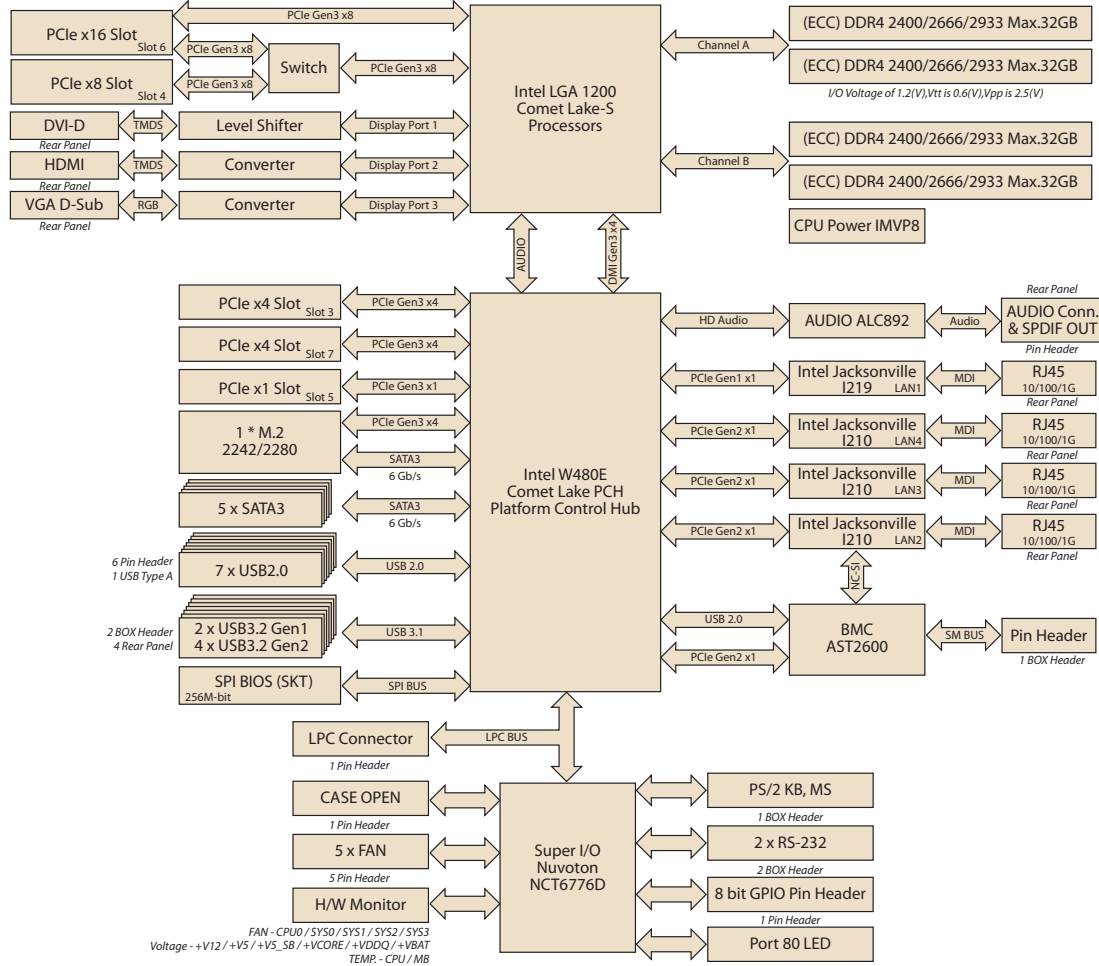 PCIe x16 Slot
Slot 6
PCIe Gen3 x8
PCIe Gen3 x8
PCIe x8 Slot
Slot 4
PCIe Gen3 x8
Switch
PCIe Gen3 x8
DVI-D
Rear Panel
TMDS
Level Shifter
Display Port 1
HDMI
Rear Panel
TMDS
Converter
Display Port 2
VGA D-Sub
Rear Panel
RGB
Converter
Display Port 3
Intel LGA 1200
Comet Lake-S
Processors
Channel A
(ECC) DDR4 2400/2666/2933 Max.32GB
(ECC) DDR4 2400/2666/2933 Max.32GB
I/O Voltage of 1.2(V),Vtt is 0.6(V),Vpp is 2.5(V)
Channel B
(ECC) DDR4 2400/2666/2933 Max.32GB
(ECC) DDR4 2400/2666/2933 Max.32GB
CPU Power IMVP8
AUDIO
DMI Gen3 x4
PCIe x4 Slot
Slot 3
PCIe Gen3 x4
PCIe x4 Slot
Slot 7
PCIe Gen3 x4
PCIe x1 Slot
Slot 5
PCIe Gen3 x1
1 * M.2
2242/2280
PCIe Gen3 x4
SATA3
6 Gb/s
5 x SATA3
SATA3
6 Gb/s
6 Pin Header
1 USB Type A
7 x USB2.0
USB 2.0
2 BOX Header
4 Rear Panel
2 x USB3.2 Gen1
4 x USB3.2 Gen2
USB 3.1
SPI BIOS (SKT)
256M-bit
SPI BUS
Intel W480E
Comet Lake PCH
Platform Control Hub
HD Audio
AUDIO ALC892
Audio
Rear Panel
AUDIO Conn.
& SPDIF OUT
Pin Header
PCIe Gen1 x1
Intel Jacksonville
I219
LAN1
MDI
RJ45
10/100/1G
Rear Panel
PCIe Gen2 x1
Intel Jacksonville
I210
LAN4
MDI
RJ45
10/100/1G
Rear Panel
PCIe Gen2 x1
Intel Jacksonville
I210
LAN3
MDI
RJ45
10/100/1G
Rear Panel
PCIe Gen2 x1
Intel Jacksonville
I210
LAN2
MDI
RJ45
10/100/1G
Rear Panel
NC-SI
USB 2.0
PCIe Gen2 x1
BMC
AST2600
SM BUS
Pin Header
1 BOX Header
LPC Connector
1 Pin Header
LPC BUS
CASE OPEN
1 Pin Header
5 x FAN
5 Pin Header
H/W Monitor
FAN - CPU0 / SYS0 / SYS1 / SYS2 / SYS3
Voltage - +V12 / +V5 / +V5_SB / +VCORE / +VDDQ / +VBAT
TEMP. - CPU / MB
Super I/O
Nuvoton
NCT6776D
PS/2 KB, MS
1 BOX Header
2 x RS-232
2 BOX Header
8 bit GPIO Pin Header
1 Pin Header
Port 80 LED